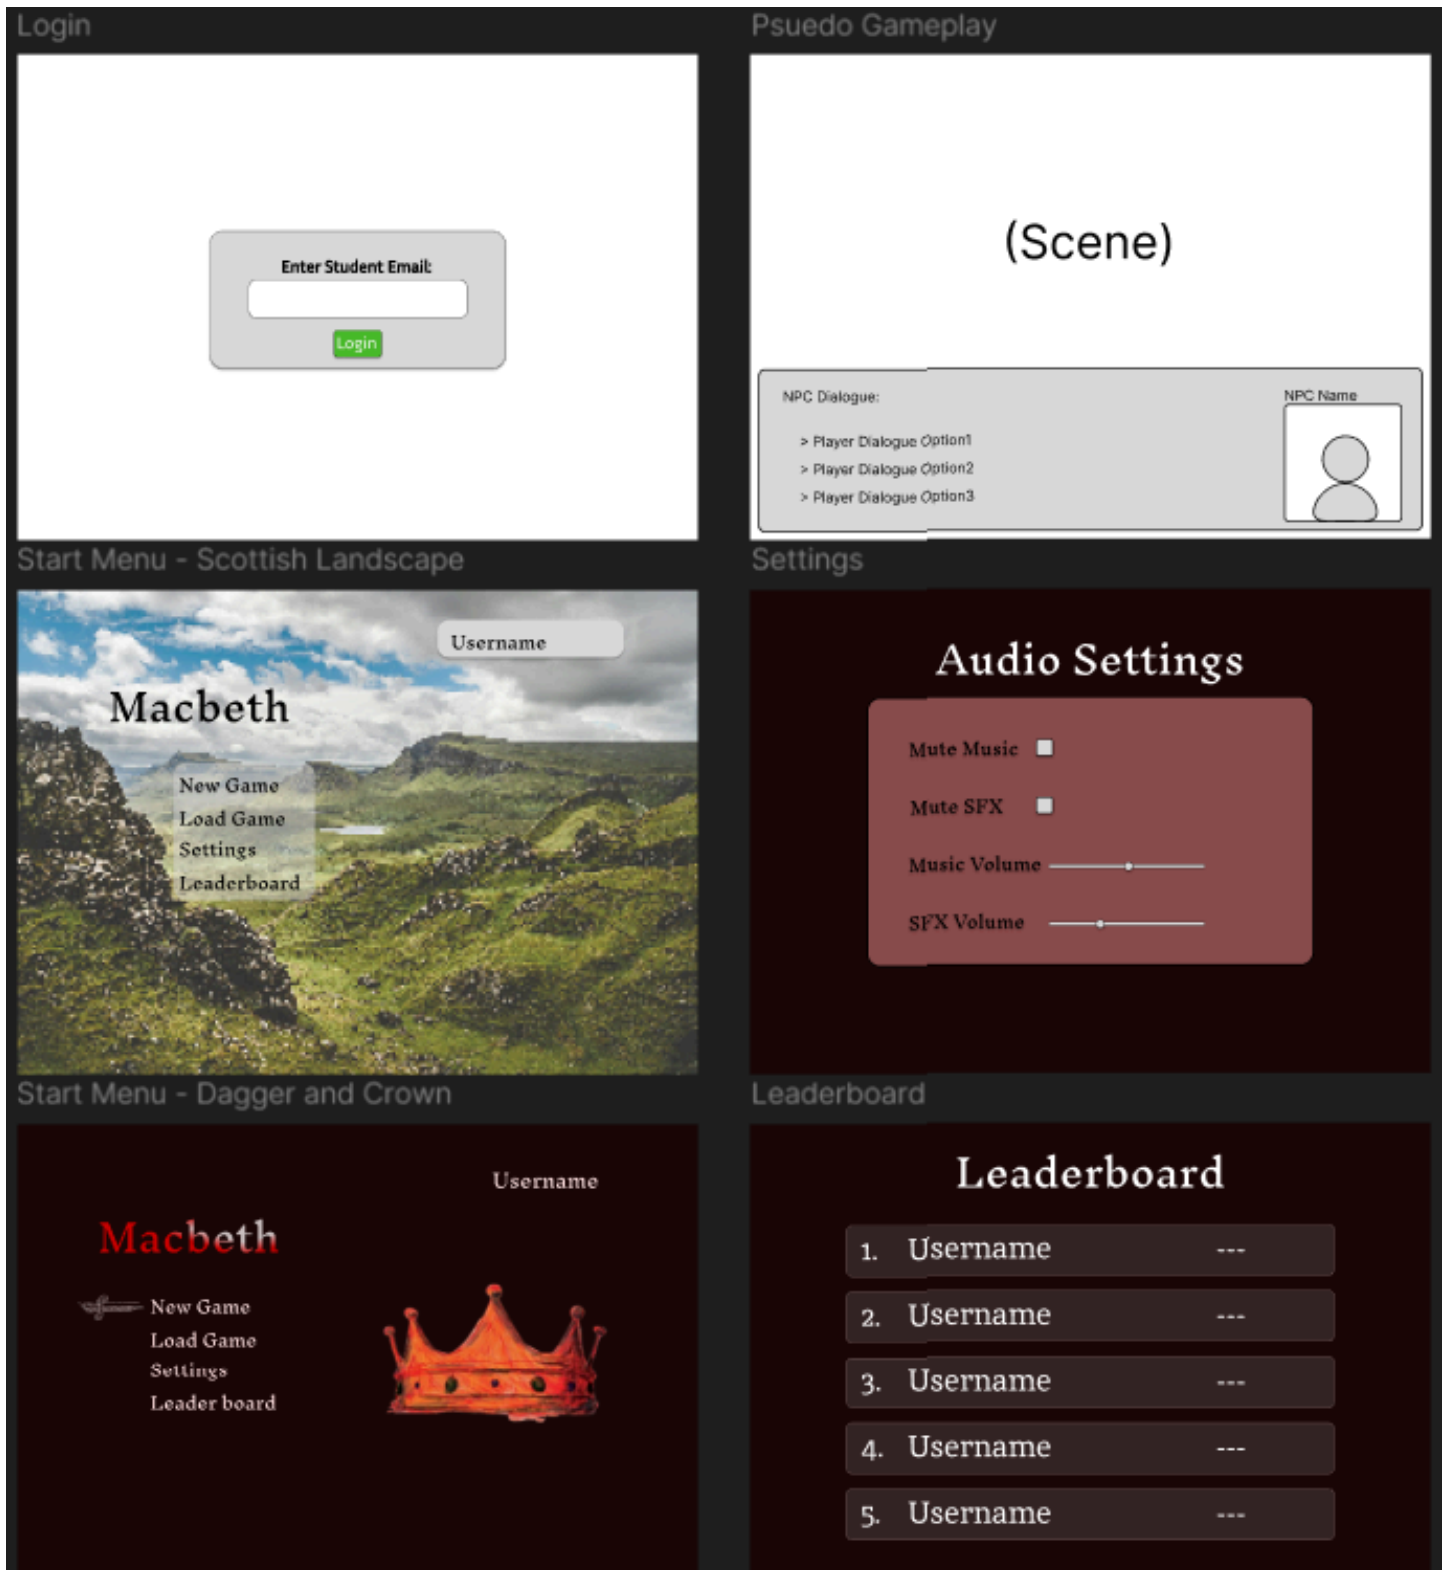 Login
Enter Student Email:
Login
Psuedo Gameplay
(Scene)
NPC Dialogue:
NPC Name
> Player Dialogue Option1
> Player Dialogue Option2
> Player Dialogue Option3
Start Menu - Scottish Landscape
Username
Macbeth
New Game
Load Game
Settings
Leaderboard
Settings
Audio Settings
Mute Music
Mute SFX
Music Volume
SFX Volume
Start Menu - Dagger and Crown
Username
Macbeth
New Game
Load Game
Settings
Leader board
Leaderboard
Leaderboard
1. Username ---
2. Username ---
3. Username ---
4. Username ---
5. Username ---